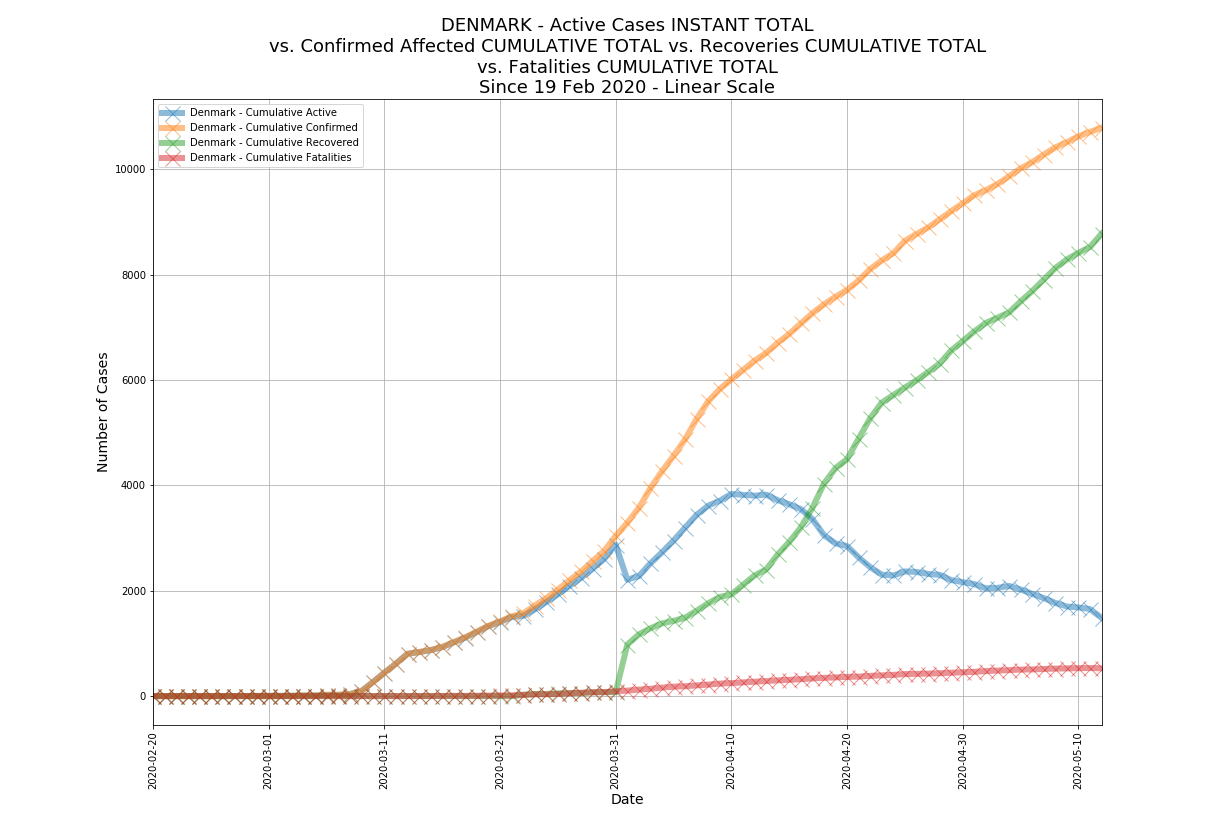 DENMARK - Active Cases INSTANT TOTAL
vs. Confirmed Affected CUMULATIVE TOTAL vs. Recoveries CUMULATIVE TOTAL
vs. Fatalities CUMULATIVE TOTAL
Since 19 Feb 2020 - Linear Scale
Denmark - Cumulative Active
Denmark - Cumulative Confirmed
Denmark - Cumulative Recovered
Denmark - Cumulative Fatalities
10000
8000
6000
4000
2000
0
Number of Cases
2020-02-20
2020-03-01
2020-03-11
2020-03-21
2020-03-31
2020-04-10
2020-04-20
2020-04-30
2020-05-10
Date